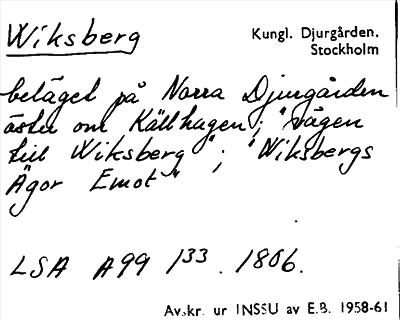 Wiksberg
Kungl. Djurgården.
Stockholm
beläget på Norra Djurgården
öster om Källhagen; "vägen
till Wiksberg"; "Wiksbergs
Ägor Emot"
LSA A99 1³³. 1806.
Av.kr. ur INSSU av E.B. 1958-61